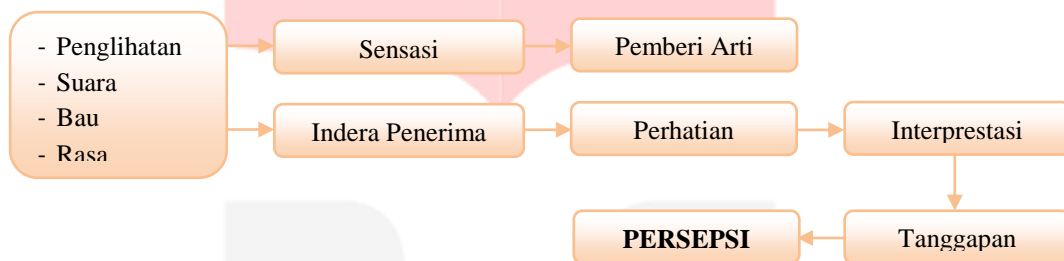 - Penglihatan
- Suara
- Bau
- Rasa
Sensasi
Pemberi Arti
Indera Penerima
Perhatian
Interprestasi
Tanggapan
PERSEPSI